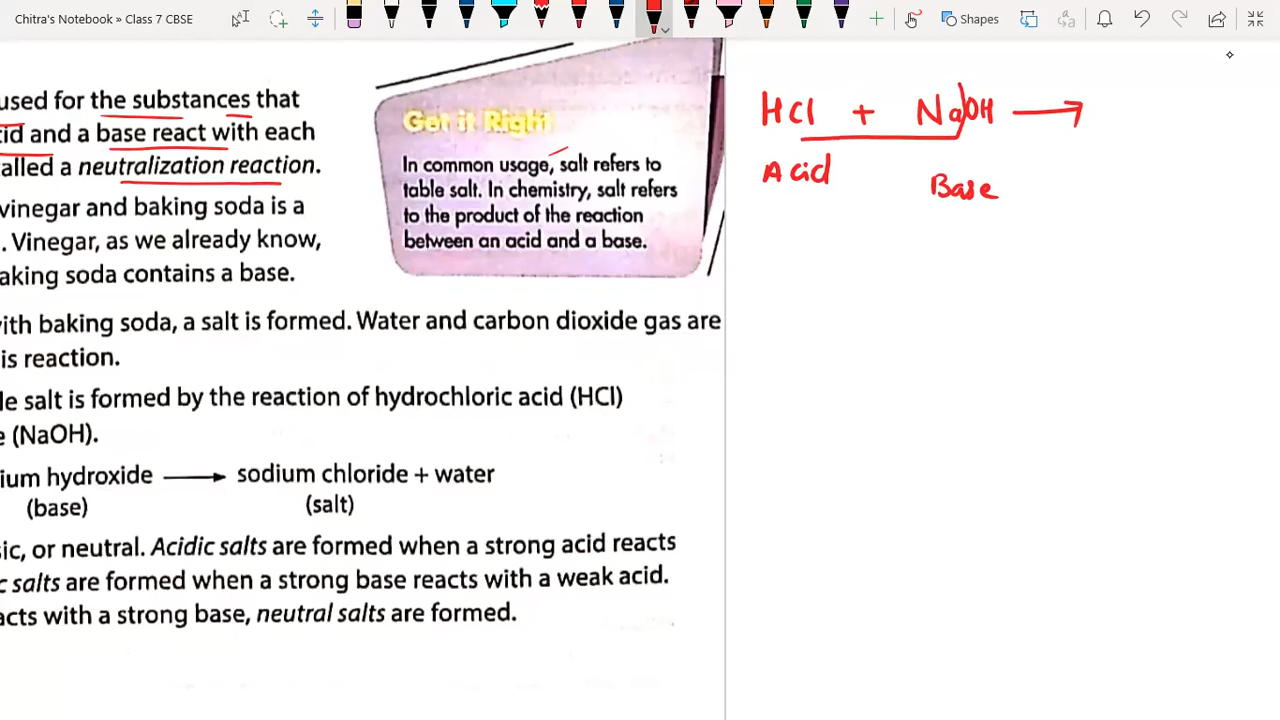 Chitra's Notebook » Class 7 CBSE
Shapes
used for the substances that
cid and a base react with each
alled a neutralization reaction.
vinegar and baking soda is a
. Vinegar, as we already know,
aking soda contains a base.
Get it Right
In common usage, salt refers to
table salt. In chemistry, salt refers
to the product of the reaction
between an acid and a base.
with baking soda, a salt is formed. Water and carbon dioxide gas are
is reaction.
le salt is formed by the reaction of hydrochloric acid (HCl)
e (NaOH).
ium hydroxide ⟶ sodium chloride + water
(base) (salt)
ic, or neutral. Acidic salts are formed when a strong acid reacts
c salts are formed when a strong base reacts with a weak acid.
acts with a strong base, neutral salts are formed.
HCl + NaOH ⟶
Acid Base